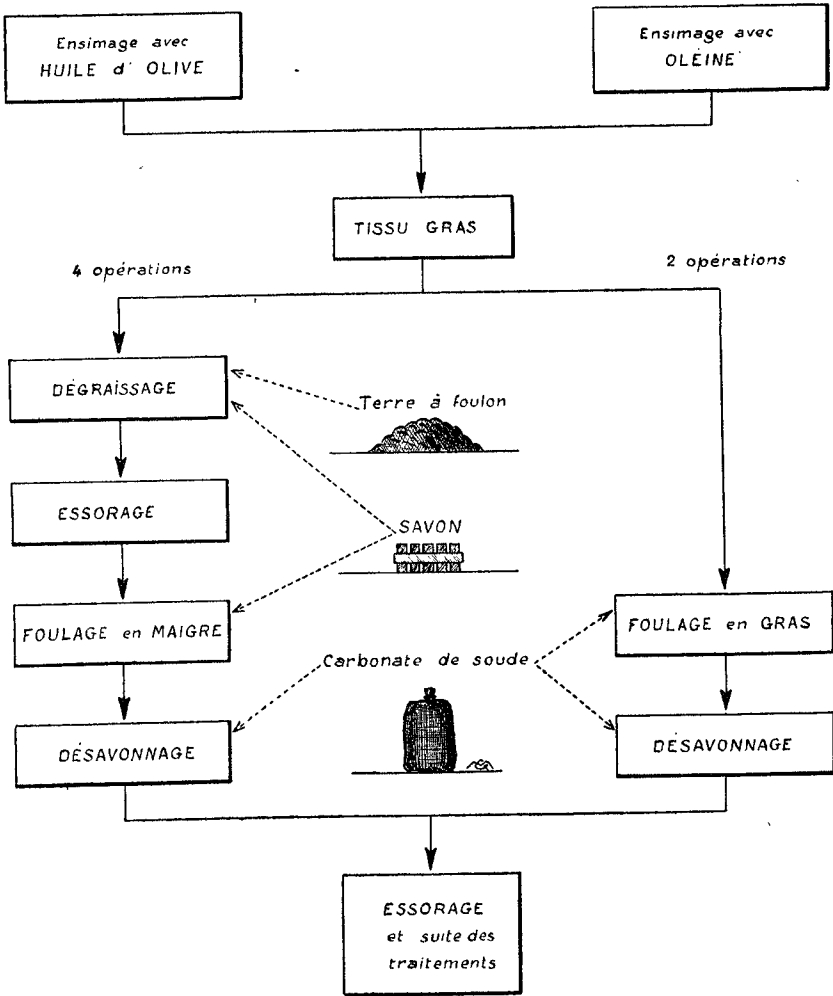 Ensimage avec
HUILE d' OLIVE
Ensimage avec
OLÉINE
TISSU GRAS
4 opérations
2 opérations
DÉGRAISSAGE
Terre à foulon
ESSORAGE
SAVON
FOULAGE en MAIGRE
FOULAGE en GRAS
Carbonate de soude
DÉSAVONNAGE
DÉSAVONNAGE
ESSORAGE
et suite des
traitements